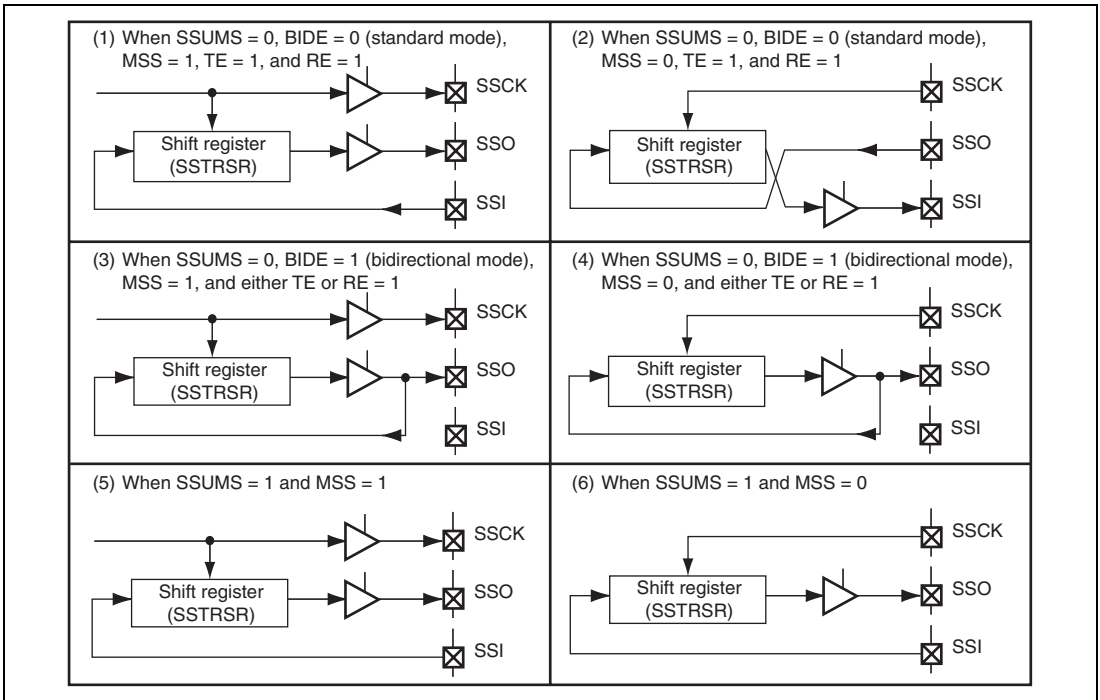 (1) When SSUMS = 0, BIDE = 0 (standard mode),
MSS = 1, TE = 1, and RE = 1
SSCK
Shift register
(SSTRSR)
SSO
SSI
(2) When SSUMS = 0, BIDE = 0 (standard mode),
MSS = 0, TE = 1, and RE = 1
SSCK
Shift register
(SSTRSR)
SSO
SSI
(3) When SSUMS = 0, BIDE = 1 (bidirectional mode),
MSS = 1, and either TE or RE = 1
SSCK
Shift register
(SSTRSR)
SSO
SSI
(4) When SSUMS = 0, BIDE = 1 (bidirectional mode),
MSS = 0, and either TE or RE = 1
SSCK
Shift register
(SSTRSR)
SSO
SSI
(5) When SSUMS = 1 and MSS = 1
SSCK
Shift register
(SSTRSR)
SSO
SSI
(6) When SSUMS = 1 and MSS = 0
SSCK
Shift register
(SSTRSR)
SSO
SSI